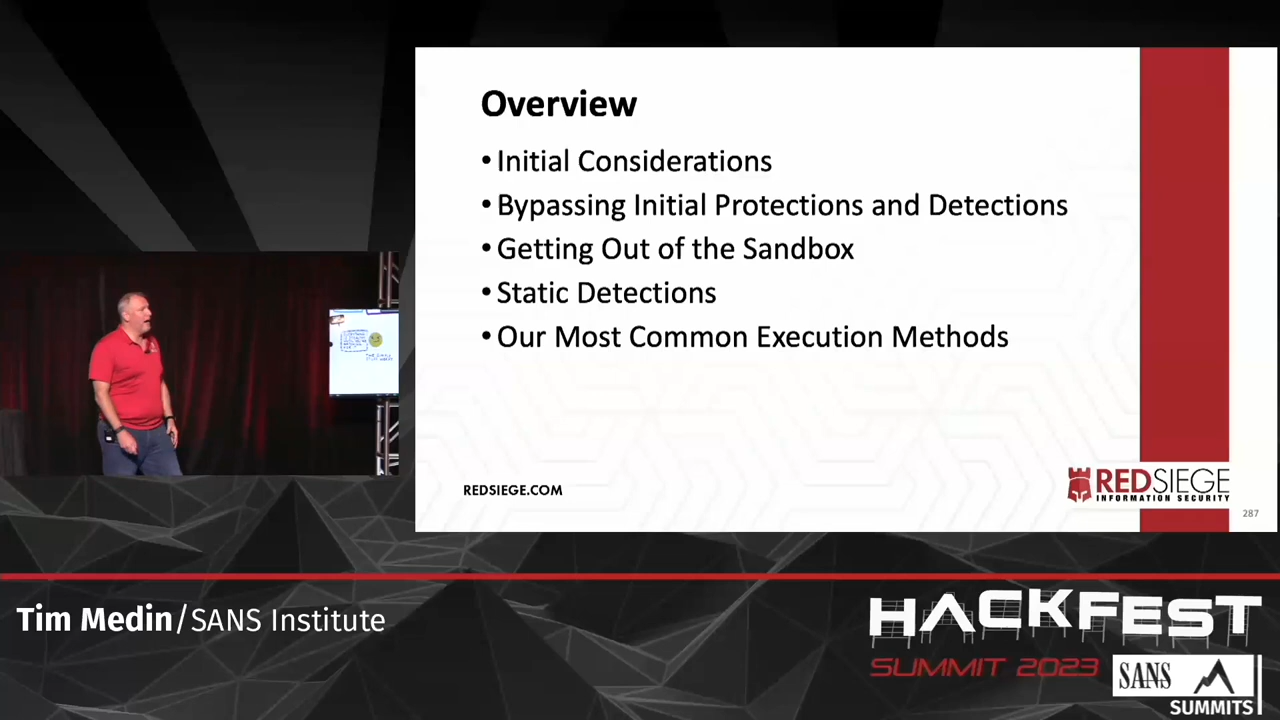 Overview
• Initial Considerations
• Bypassing Initial Protections and Detections
• Getting Out of the Sandbox
• Static Detections
• Our Most Common Execution Methods
REDSIEGE.COM
REDSIEGE
INFORMATION SECURITY
287
Tim Medin/SANS Institute
HACKFEST
SUMMIT 2023
SANS
SUMMITS